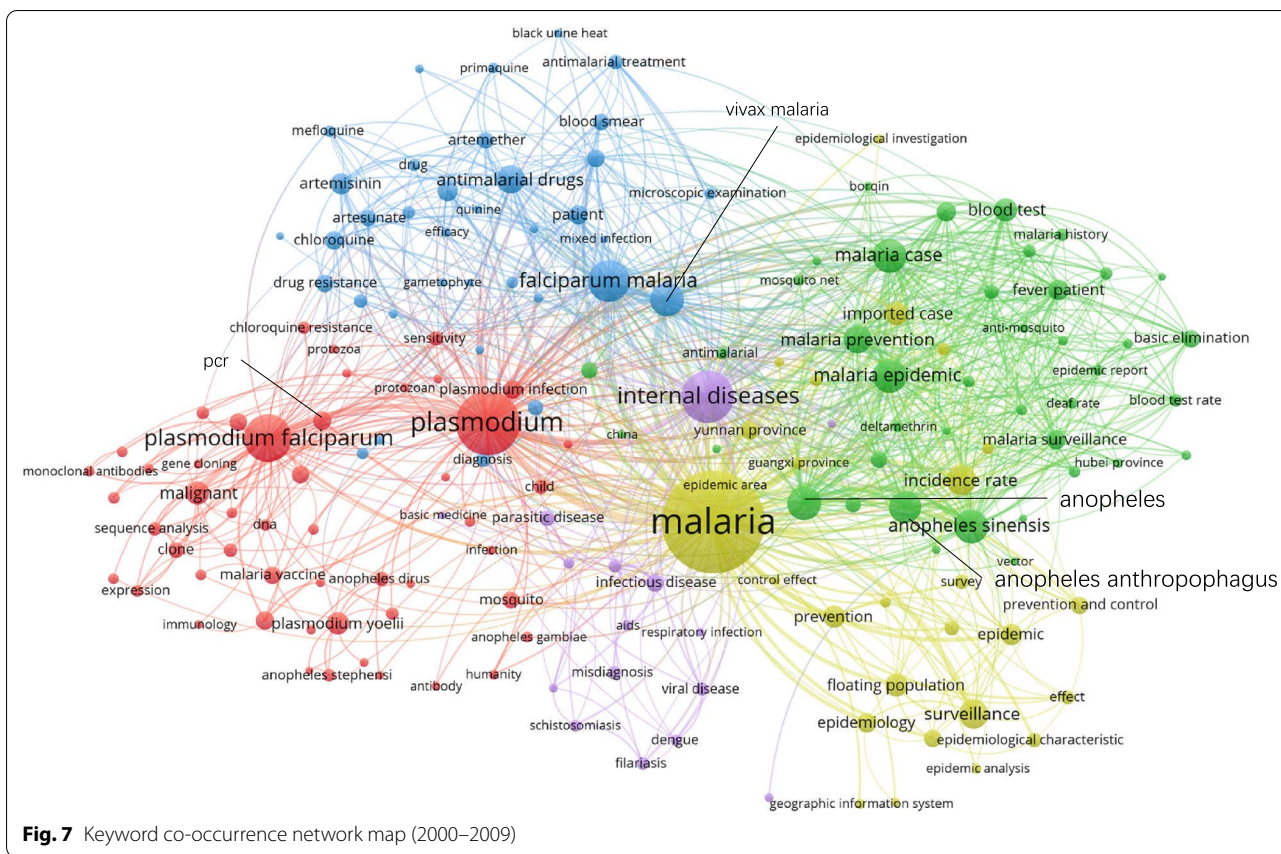 black urine heat
primaquine
antimalarial treatment
vivax malaria
mefloquine
blood smear
artemether
epidemiological investigation
drug
artemisinin
antimalarial drugs
microscopic examination
borqin
artesunate
quinine
patient
blood test
chloroquine
efficacy
mixed infection
malaria history
malaria case
drug resistance
gametophyte
falciparum malaria
mosquito net
fever patient
chloroquine resistance
sensitivity
imported case
anti-mosquito
protozoa
malaria prevention
basic elimination
pcr
antimalarial
protozoan
plasmodium infection
malaria epidemic
epidemic report
internal diseases
deaf rate
blood test rate
plasmodium
plasmodium falciparum
china
yunnan province
deltamethrin
malaria surveillance
monoclonal antibodies
gene cloning
diagnosis
guangxi province
hubei province
malignant
child
epidemic area
incidence rate
anopheles
sequence analysis
dna
basic medicine
parasitic disease
malaria
anopheles sinensis
clone
infection
vector
expression
malaria vaccine
anopheles dirus
infectious disease
control effect
survey
anopheles anthropophagus
mosquito
prevention and control
immunology
plasmodium yoelii
anopheles gambiae
aids
respiratory infection
prevention
epidemic
anopheles stephensi
antibody
humanity
misdiagnosis
viral disease
floating population
effect
schistosomiasis
dengue
epidemiology
surveillance
epidemiological characteristic
filariasis
epidemic analysis
geographic information system
Fig. 7 Keyword co-occurrence network map (2000–2009)